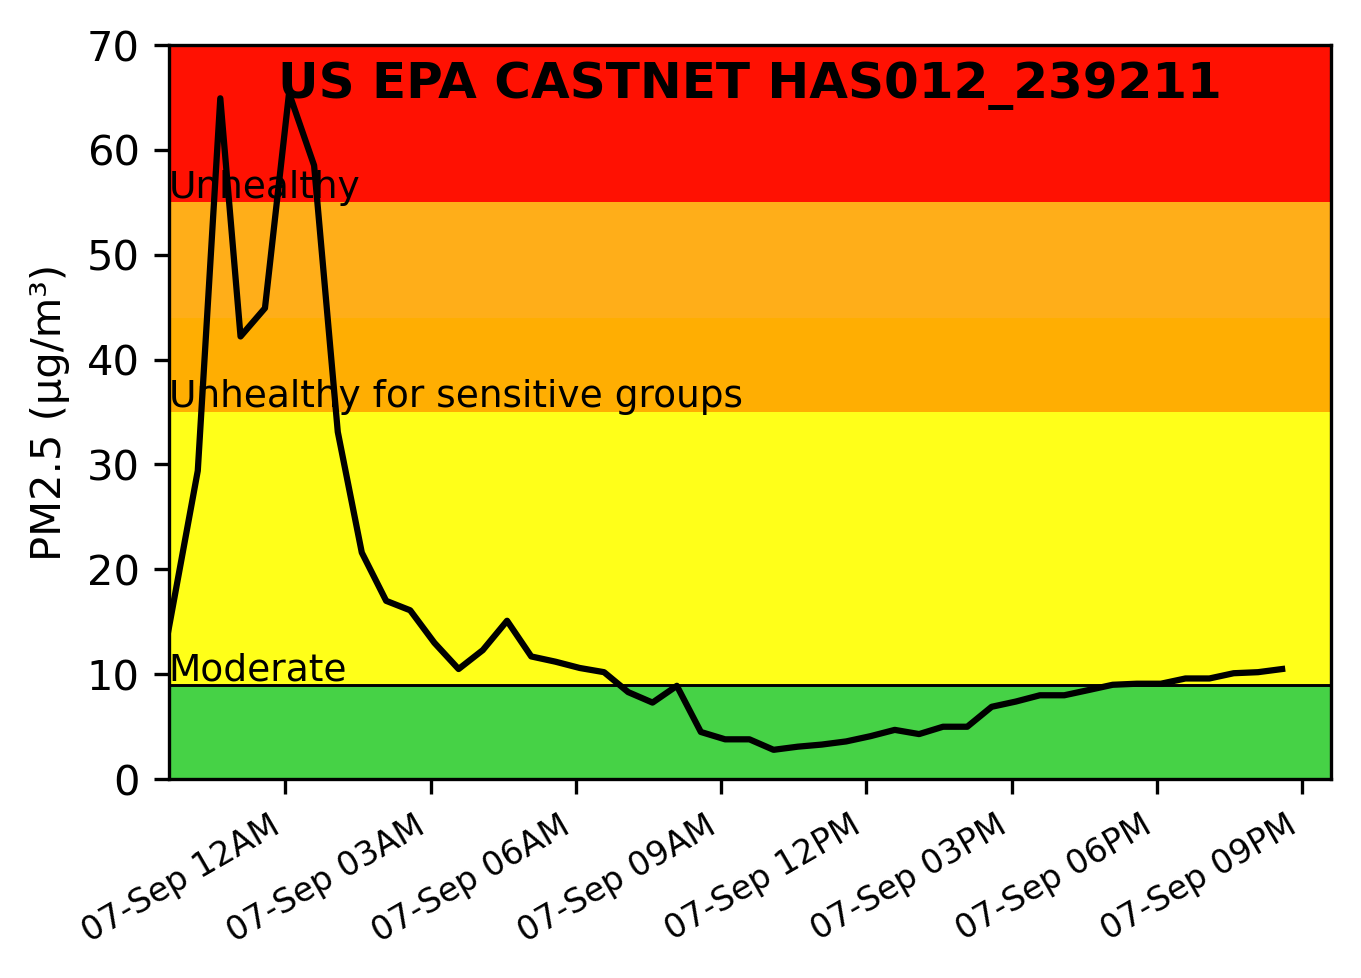 US EPA CASTNET HAS012_239211
70
60
50
40
30
20
10
0
PM2.5 (μg/m³)
Unhealthy
Unhealthy for sensitive groups
Moderate
07-Sep 12AM
07-Sep 03AM
07-Sep 06AM
07-Sep 09AM
07-Sep 12PM
07-Sep 03PM
07-Sep 06PM
07-Sep 09PM